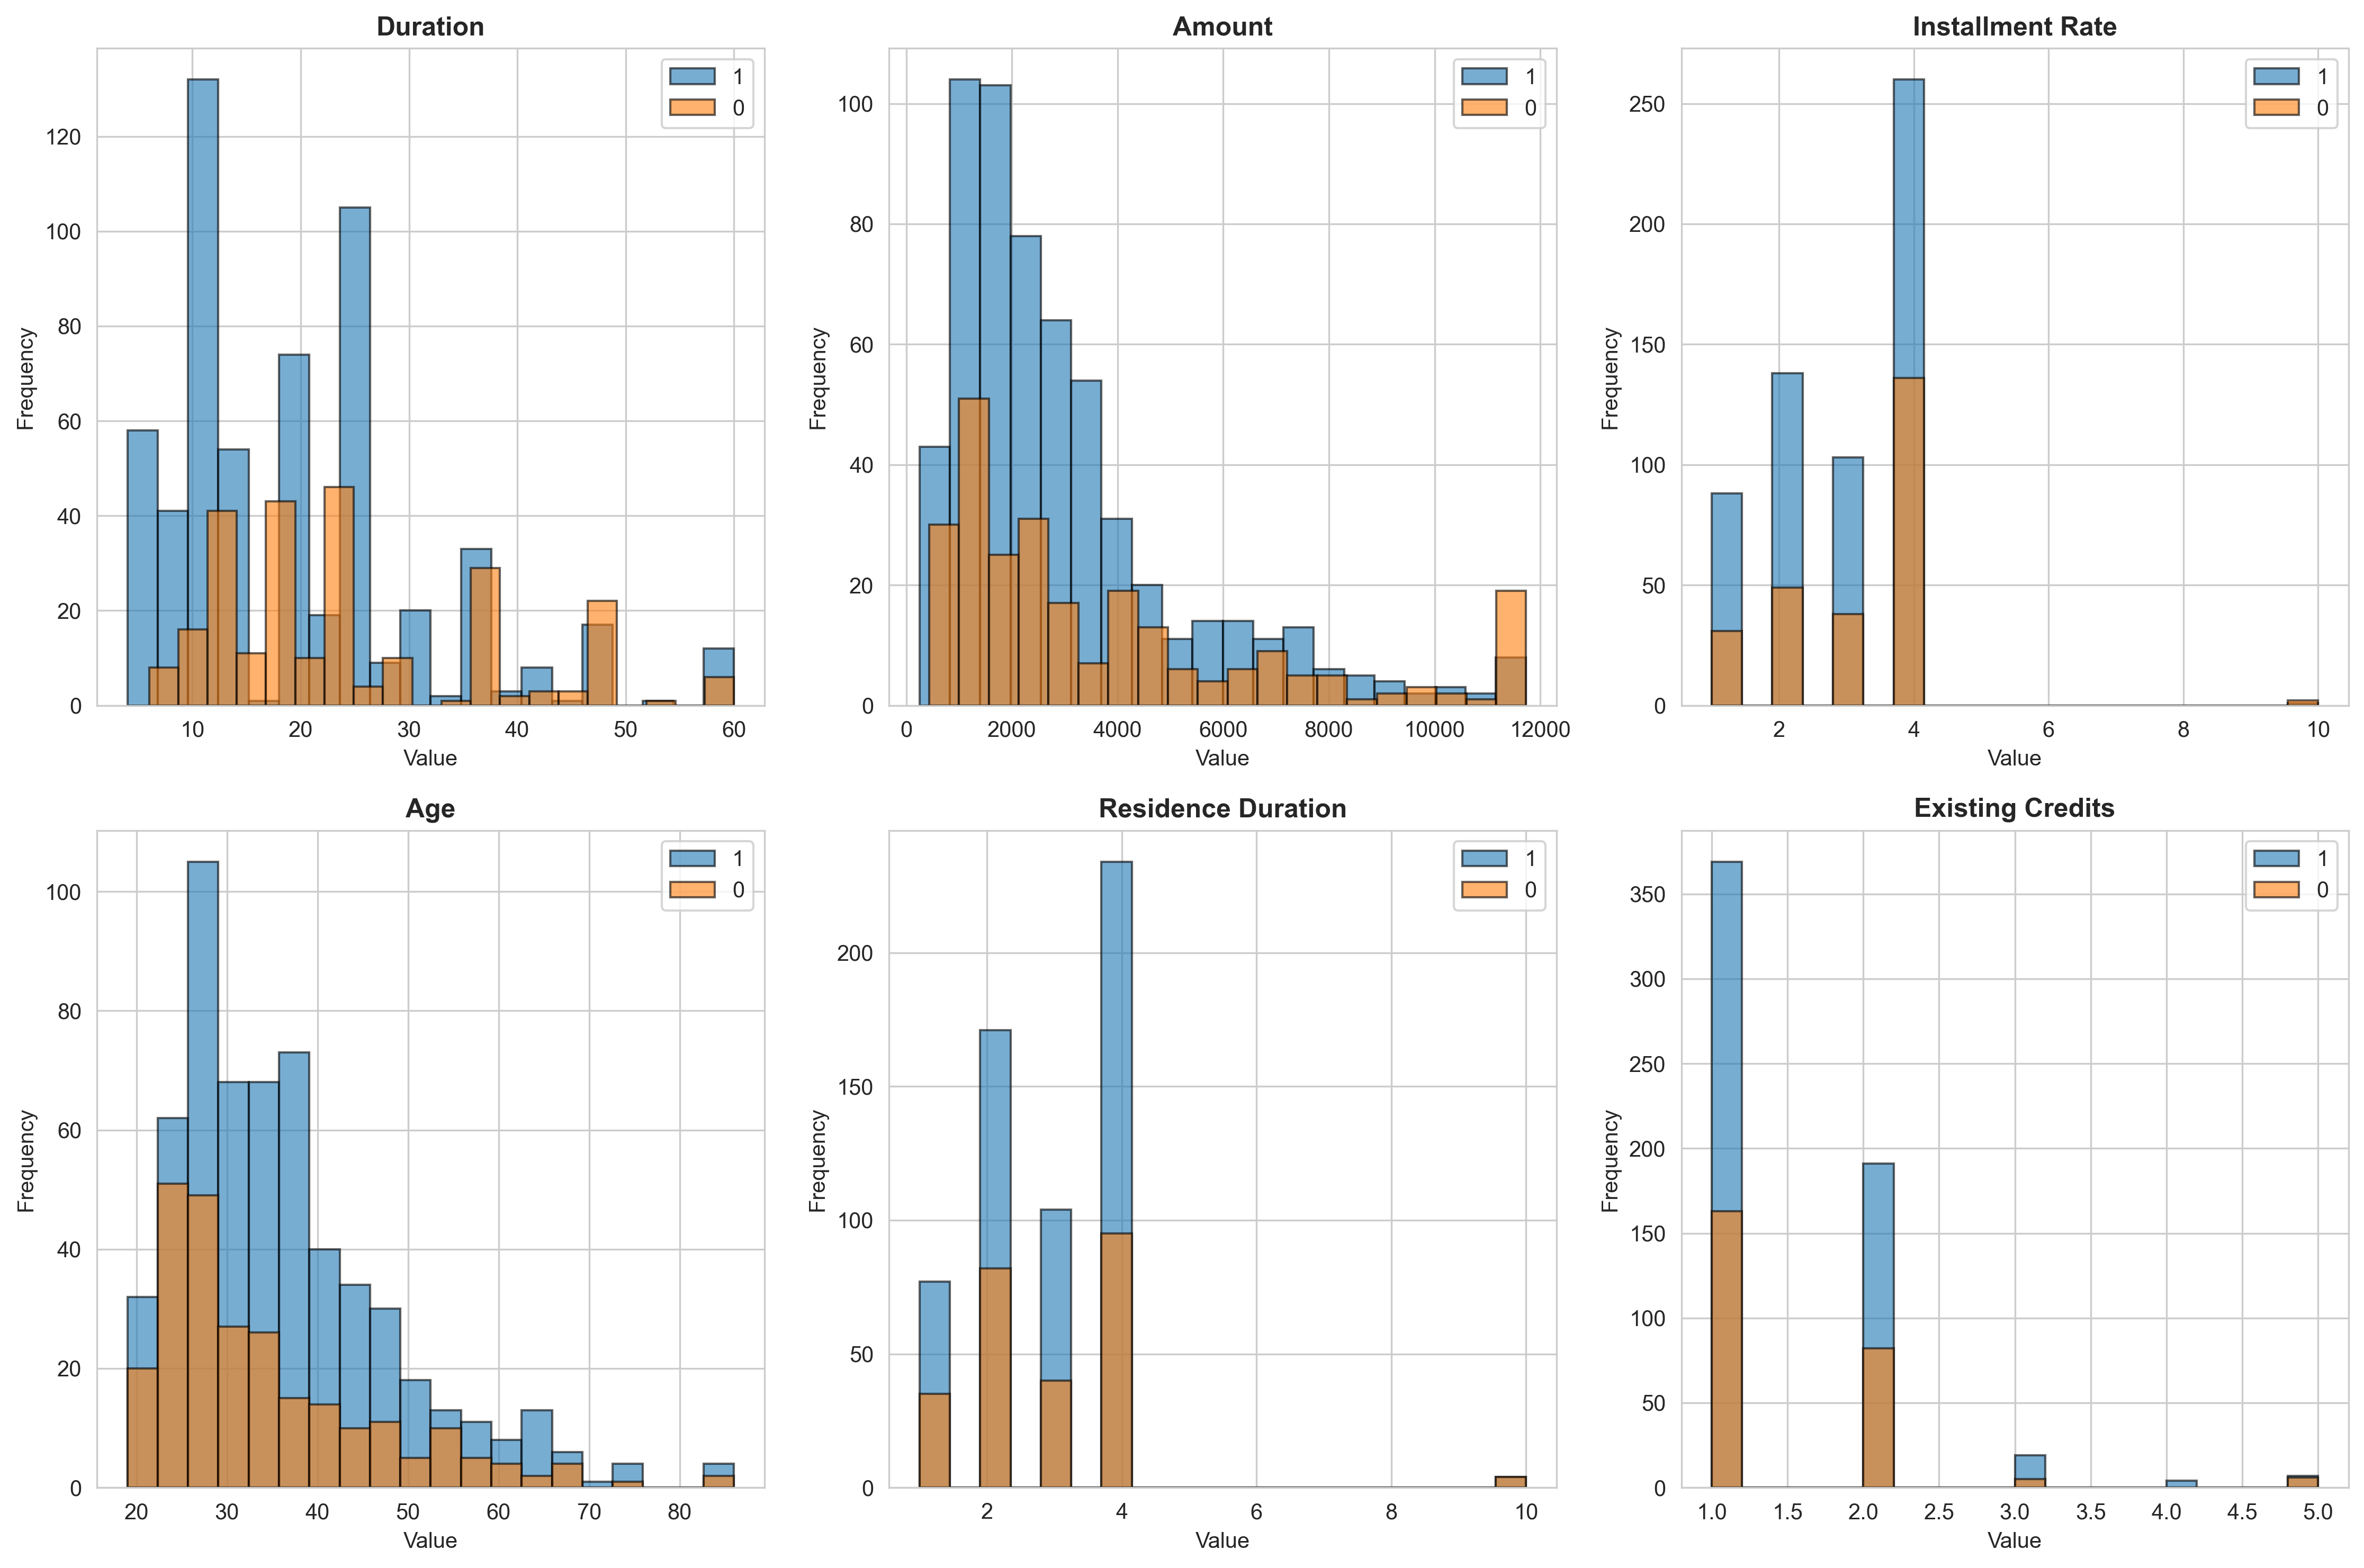 Duration
1
0
120
100
80
60
40
20
0
Frequency
10 20 30 40 50 60
Value
Amount
1
0
100
80
60
40
20
0
Frequency
0 2000 4000 6000 8000 10000 12000
Value
Installment Rate
1
0
250
200
150
100
50
0
Frequency
2 4 6 8 10
Value
Age
1
0
100
80
60
40
20
0
Frequency
20 30 40 50 60 70 80
Value
Residence Duration
1
0
200
150
100
50
0
Frequency
2 4 6 8 10
Value
Existing Credits
1
0
350
300
250
200
150
100
50
0
Frequency
1.0 1.5 2.0 2.5 3.0 3.5 4.0 4.5 5.0
Value